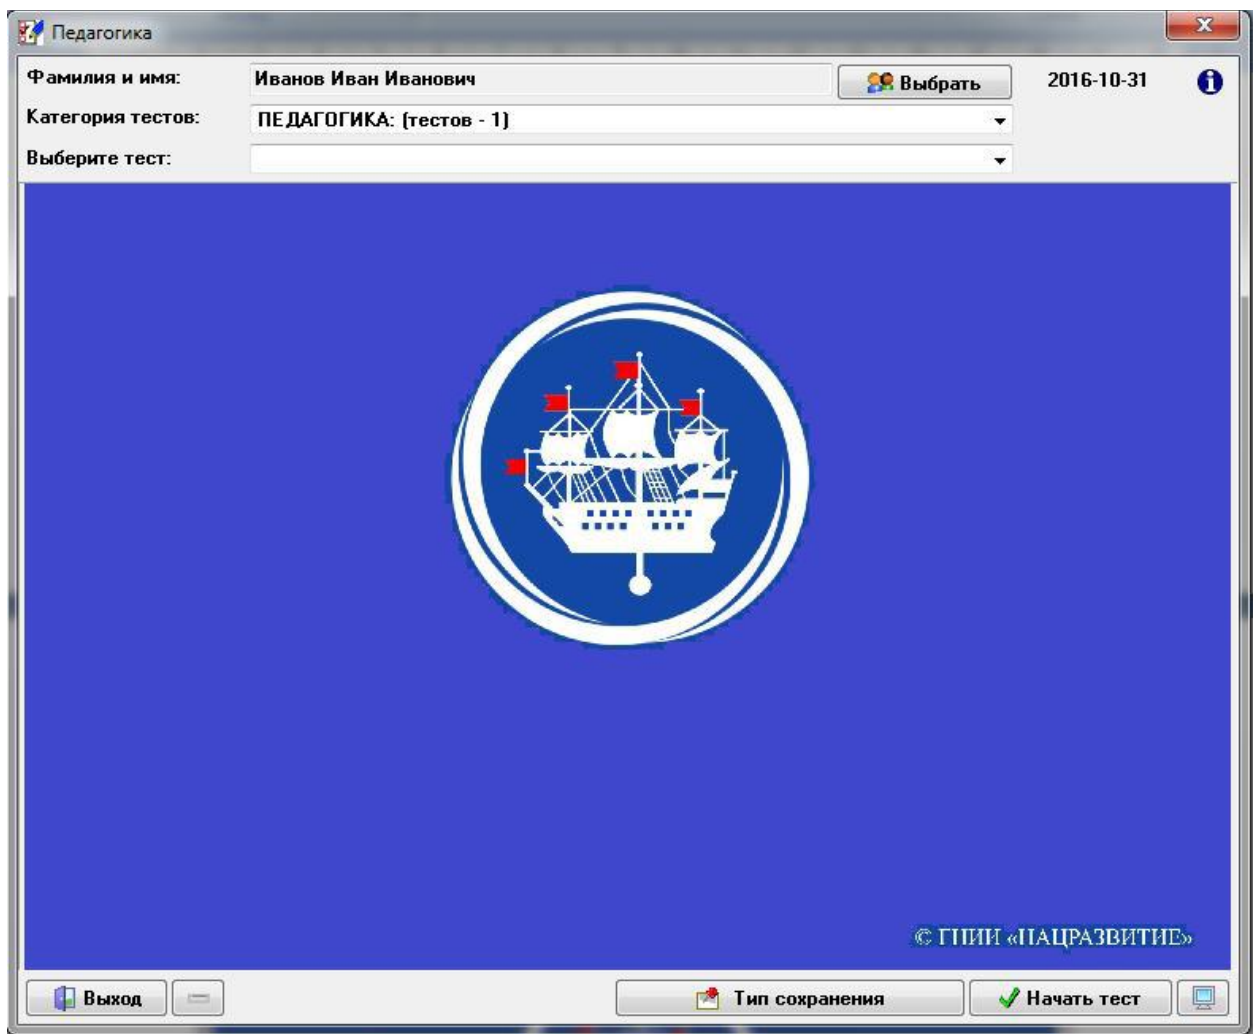 Педагогика
Фамилия и имя: Иванов Иван Иванович Выбрать 2016-10-31
Категория тестов: ПЕДАГОГИКА: (тестов - 1)
Выберите тест:
© ГНИИ «НАЦРАЗВИТИЕ»
Выход Тип сохранения Начать тест